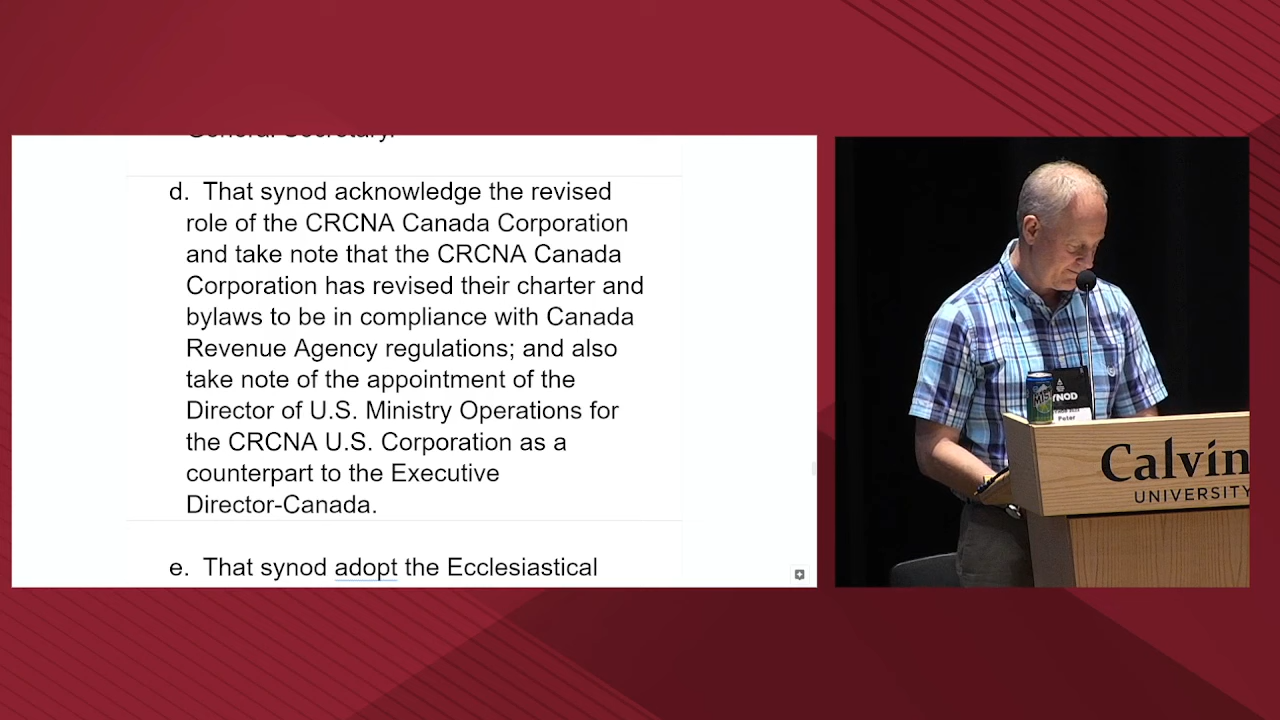 General Secretary.
d. That synod acknowledge the revised
role of the CRCNA Canada Corporation
and take note that the CRCNA Canada
Corporation has revised their charter and
bylaws to be in compliance with Canada
Revenue Agency regulations; and also
take note of the appointment of the
Director of U.S. Ministry Operations for
the CRCNA U.S. Corporation as a
counterpart to the Executive
Director-Canada.
e. That synod adopt the Ecclesiastical
Peter
Calvin
UNIVERSITY